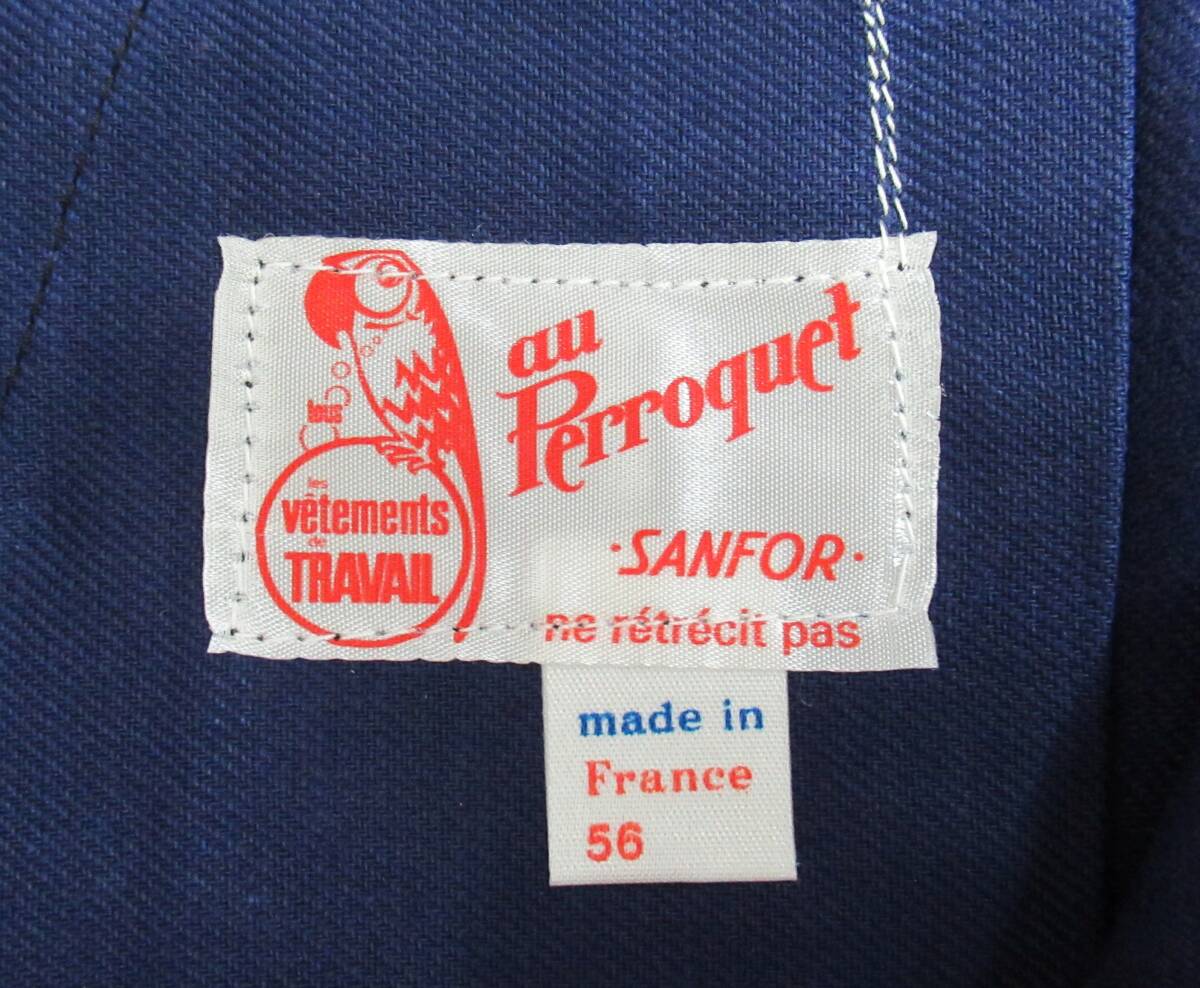 au
Perroquet
les
vêtements
de
TRAVAIL
·SANFOR·
ne rétrécit pas
made in
France
56